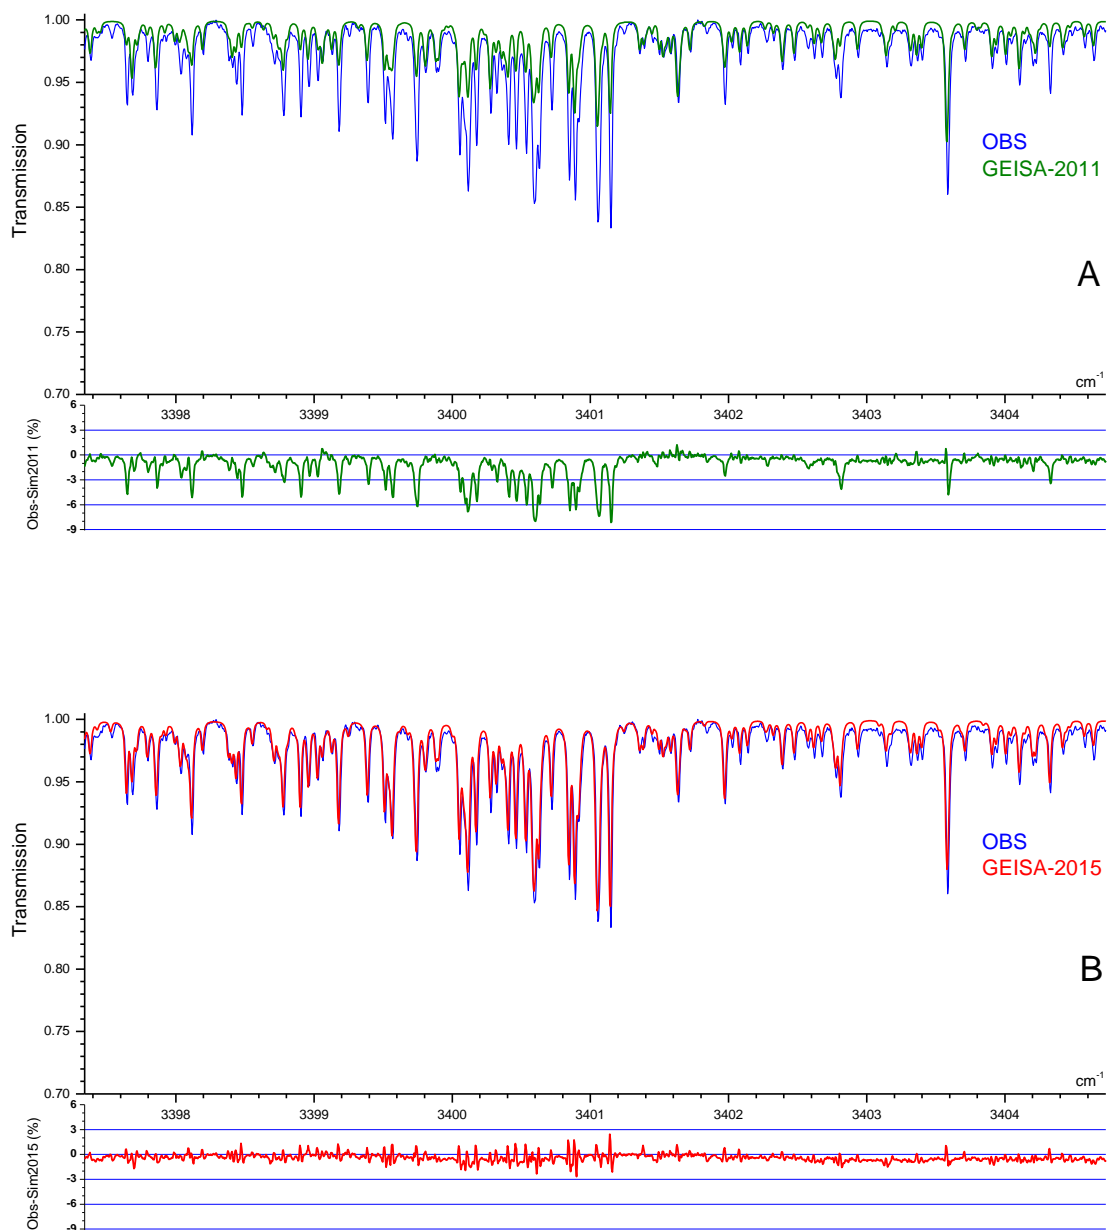 1.00
0.95
0.90
0.85
0.80
0.75
0.70
Transmission
OBS
GEISA-2011
A
cm-1
3398 3399 3400 3401 3402 3403 3404
6
3
0
-3
-6
-9
Obs-Sim2011 (%)
1.00
0.95
0.90
0.85
0.80
0.75
0.70
Transmission
OBS
GEISA-2015
B
cm-1
3398 3399 3400 3401 3402 3403 3404
6
3
0
-3
-6
-9
Obs-Sim2015 (%)